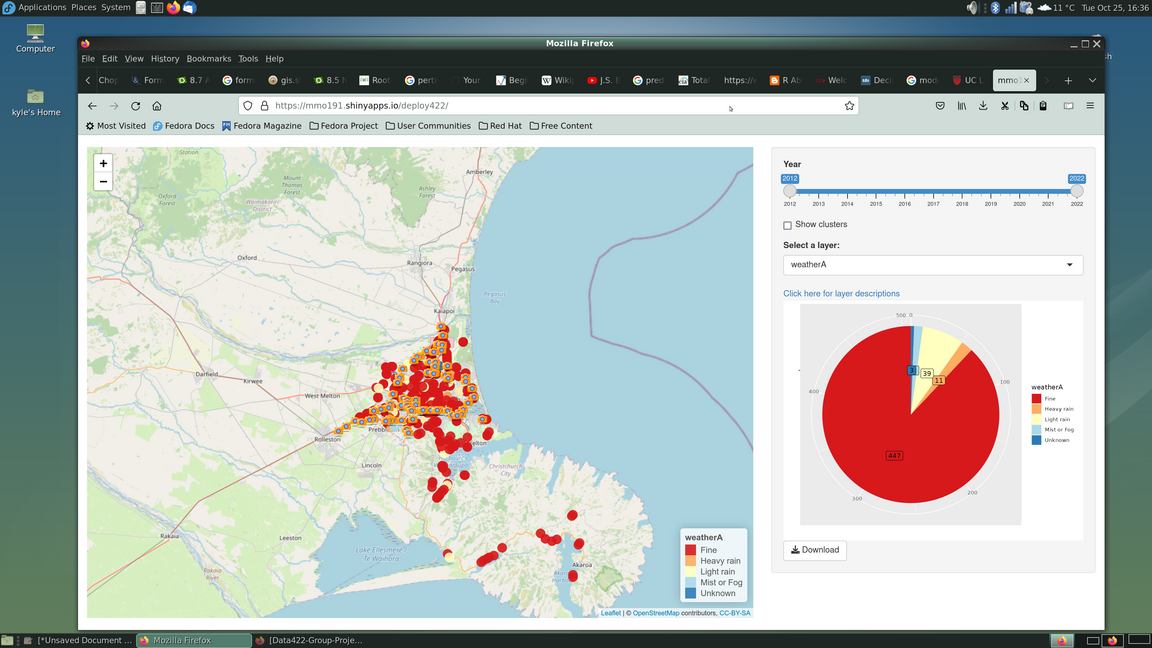 Applications Places System
11 °C Tue Oct 25, 16:36
Computer
kyle's Home
Mozilla Firefox
File Edit View History Bookmarks Tools Help
Chop Form 8.7 form gis. 8.5 Root perti Your Begi Wiki J.S. pred Total https:// R Ab Welc Deci mod UC L mmo1
https://mmo191.shinyapps.io/deploy422/
Most Visited Fedora Docs Fedora Magazine Fedora Project User Communities Red Hat Free Content
+
−
Amberley
Mount Thomas Forest
Ashley Forest
Oxford Forest
Waimakariri District
Oxford
Rangiora
Pegasus
Pegasus Bay
Kaiapoi
Darfield
Kirwee
West Melton
Rolleston
Prebb
elton
Lincoln
Christchurch City
Rakaia
Leeston
Lake Ellesmere / Te Waihora
Rakaia River
Akaroa
weatherA
Fine
Heavy rain
Light rain
Mist or Fog
Unknown
Leaflet | © OpenStreetMap contributors, CC-BY-SA
Year
2012 2022
2012 2013 2014 2015 2016 2017 2018 2019 2020 2021 2022
Show clusters
Select a layer:
weatherA
Click here for layer descriptions
500 0
3 39
11
100
400
447
300 200
weatherA
Fine
Heavy rain
Light rain
Mist or Fog
Unknown
Download
[*Unsaved Document ... Mozilla Firefox [Data422-Group-Proje...